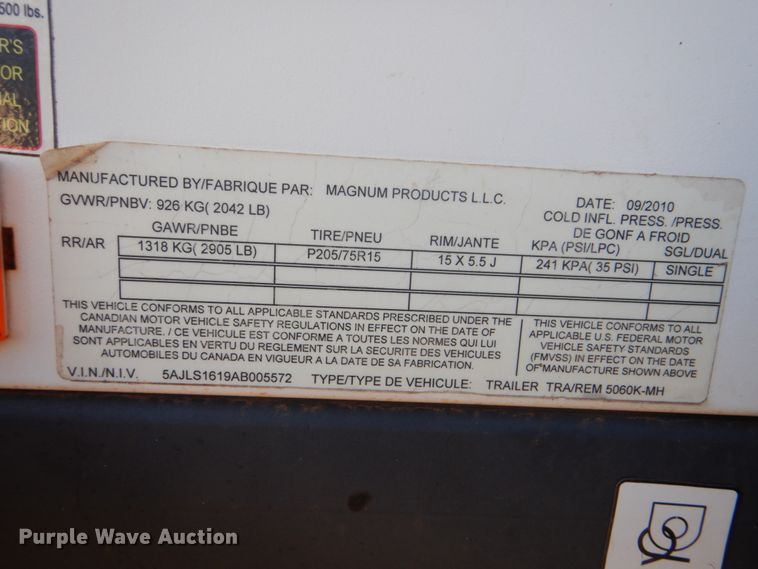 500 lbs.
R'S
OR
IAL
TION
MANUFACTURED BY/FABRIQUE PAR: MAGNUM PRODUCTS L.L.C.
GVWR/PNBV: 926 KG( 2042 LB)
DATE: 09/2010
COLD INFL. PRESS. /PRESS.
DE GONF A FROID
GAWR/PNBE TIRE/PNEU RIM/JANTE KPA (PSI/LPC) SGL/DUAL
RR/AR 1318 KG( 2905 LB) P205/75R15 15 X 5.5 J 241 KPA( 35 PSI) SINGLE
THIS VEHICLE CONFORMS TO ALL APPLICABLE STANDARDS PRESCRIBED UNDER THE
CANADIAN MOTOR VEHICLE SAFETY REGULATIONS IN EFFECT ON THE DATE OF
MANUFACTURE. / CE VEHICULE EST CONFORME A TOUTES LES NORMES QUI LUI
SONT APPLICABLES EN VERTU DU REGLEMENT SUR LA SECURITE DES VEHICULES
AUTOMOBILES DU CANADA EN VIGUEUR A LA DATE DE SA FABRICATION.
THIS VEHICLE CONFORMS TO ALL
APPLICABLE U.S. FEDERAL MOTOR
VEHICLE SAFETY STANDARDS
(FMVSS) IN EFFECT ON THE DATE
OF MANUFACTURE SHOWN ABOVE
V.I.N./N.I.V. 5AJLS1619AB005572 TYPE/TYPE DE VEHICULE: TRAILER TRA/REM 5060K-MH
Purple Wave Auction